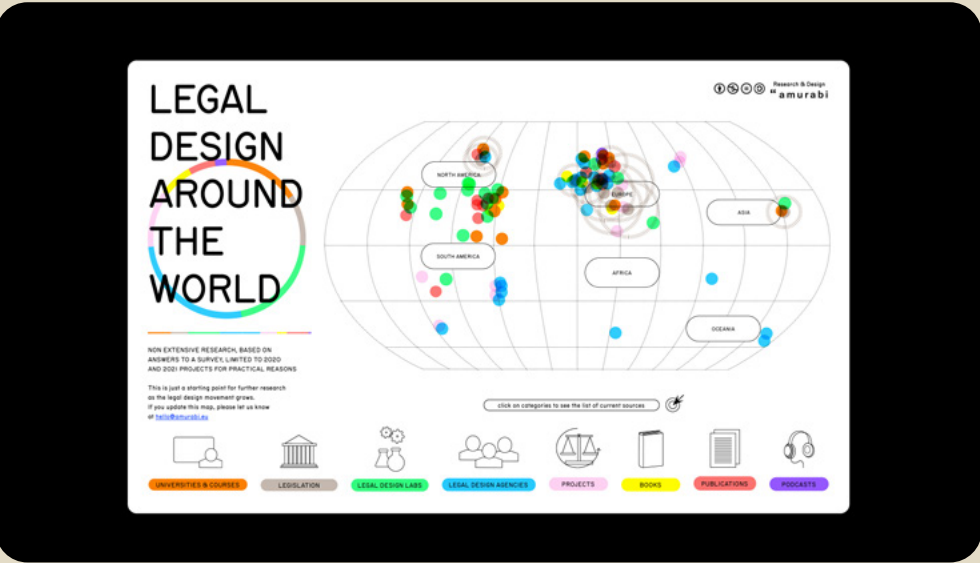 LEGAL
DESIGN
AROUND
THE
WORLD
Research & Design
“amurabi
NORTH AMERICA
EUROPE
ASIA
SOUTH AMERICA
AFRICA
OCEANIA
NON EXTENSIVE RESEARCH, BASED ON
ANSWERS TO A SURVEY, LIMITED TO 2020
AND 2021 PROJECTS FOR PRACTICAL REASONS
This is just a starting point for further research
as the legal design movement grows.
If you update this map, please let us know
at hello@amurabi.eu
click on categories to see the list of current sources
UNIVERSITIES & COURSES
LEGISLATION
LEGAL DESIGN LABS
LEGAL DESIGN AGENCIES
PROJECTS
BOOKS
PUBLICATIONS
PODCASTS